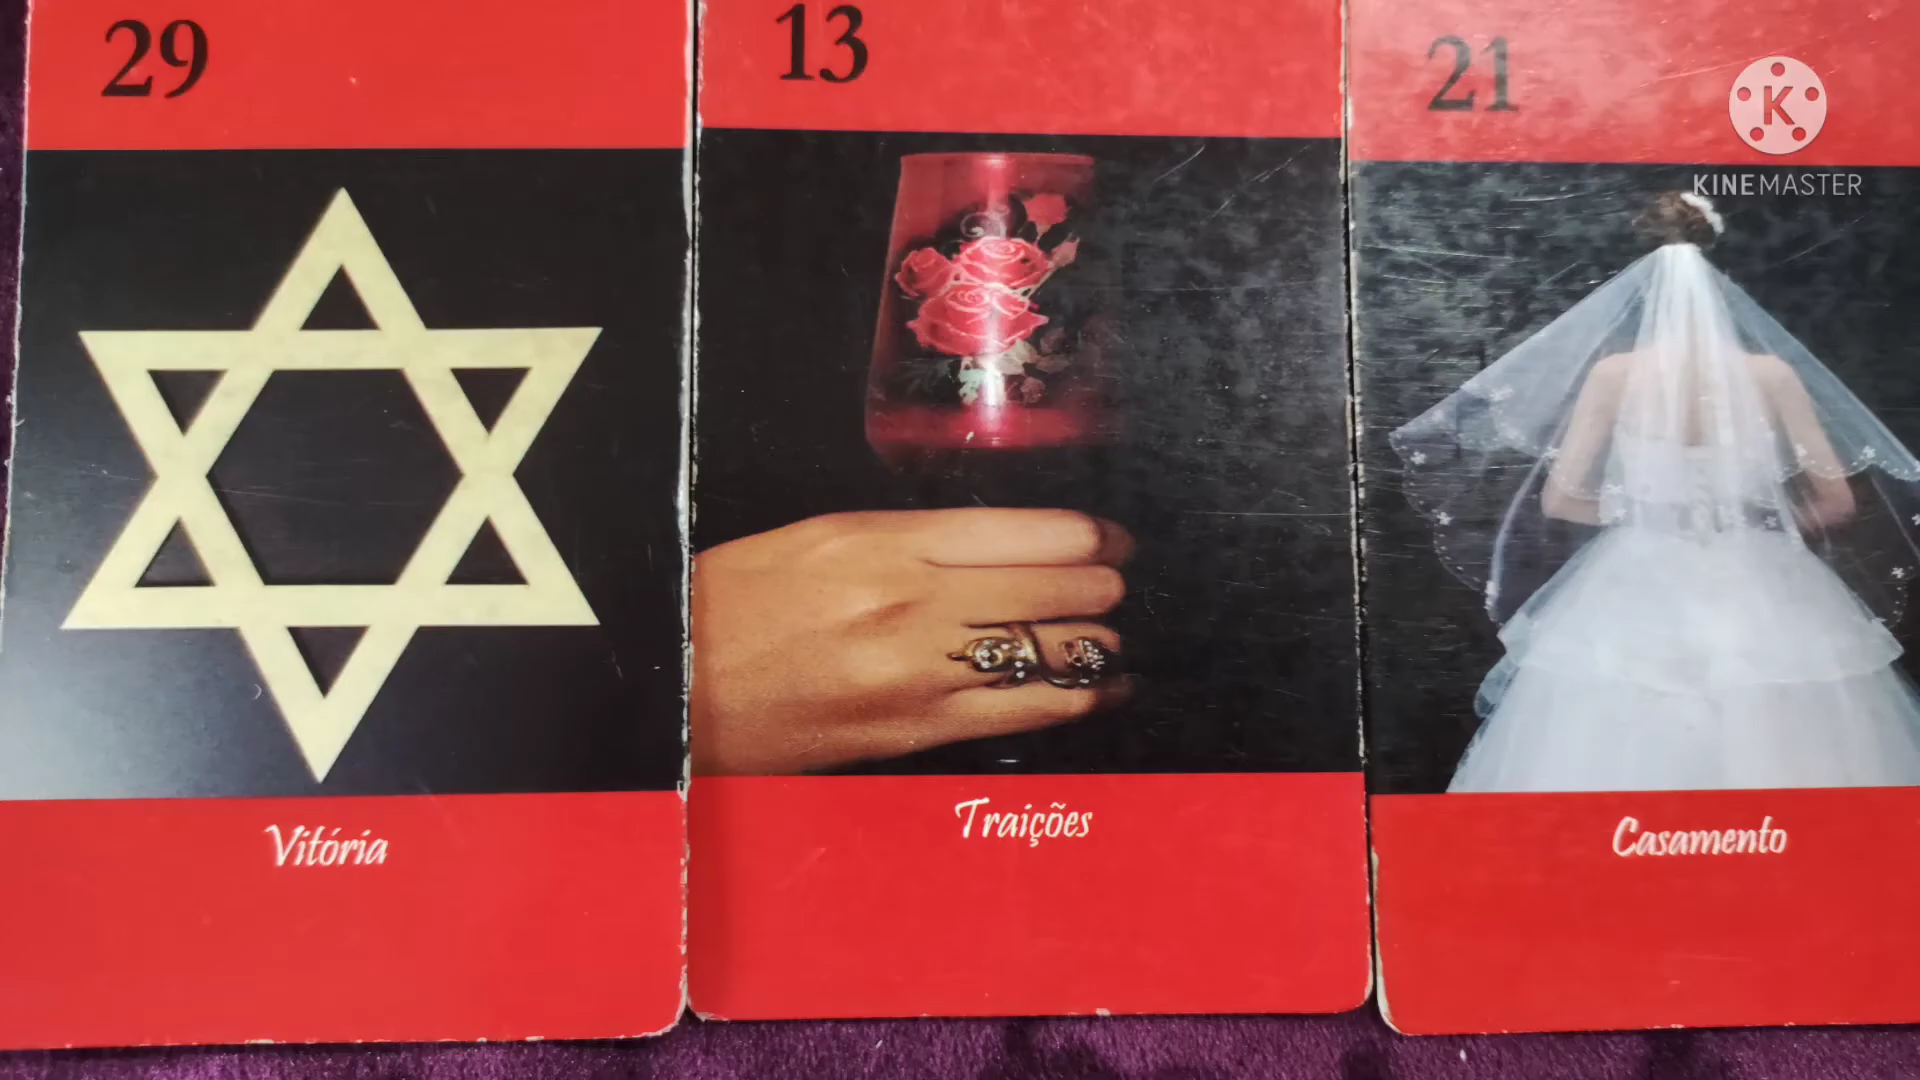 29
13
21
K
KINEMASTER
Vitória
Traições
Casamento